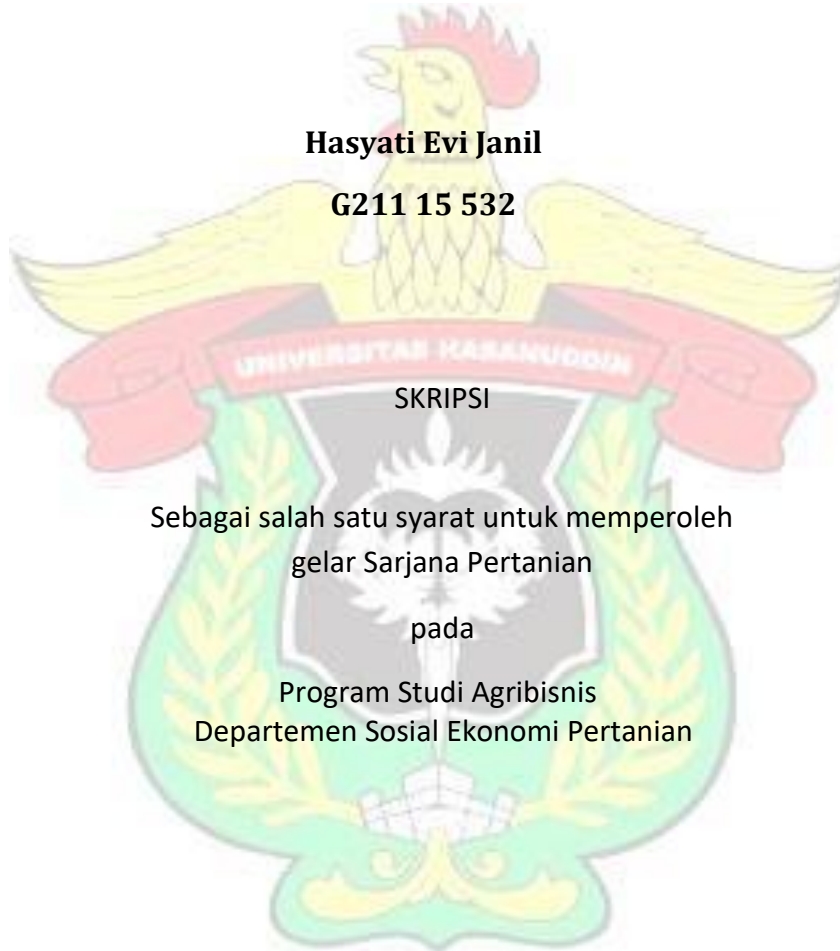 Hasyati Evi Janil
G211 15 532
UNIVERSITAS HASANUDDIN
SKRIPSI
Sebagai salah satu syarat untuk memperoleh
gelar Sarjana Pertanian
pada
Program Studi Agribisnis
Departemen Sosial Ekonomi Pertanian